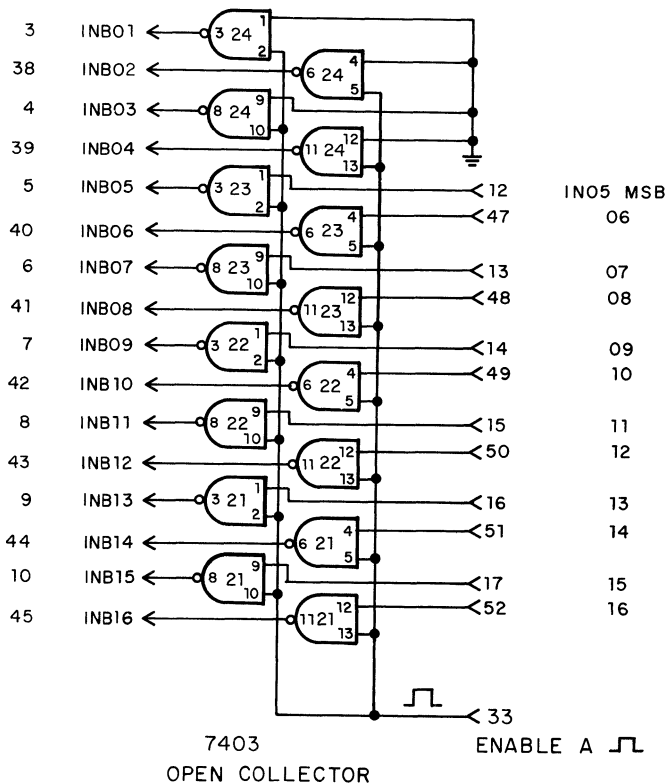 3 INB01 3 24 1 2
38 INB02 6 24 4 5
4 INB03 8 24 9 10
39 INB04 11 24 12 13
5 INB05 3 23 1 2 12 IN05 MSB
40 INB06 6 23 4 5 47 06
6 INB07 8 23 9 10 13 07
41 INB08 11 23 12 13 48 08
7 INB09 3 22 1 2 14 09
42 INB10 6 22 4 5 49 10
8 INB11 8 22 9 10 15 11
43 INB12 11 22 12 13 50 12
9 INB13 3 21 1 2 16 13
44 INB14 6 21 4 5 51 14
10 INB15 8 21 9 10 17 15
45 INB16 11 21 12 13 52 16
33
7403 ENABLE A
OPEN COLLECTOR